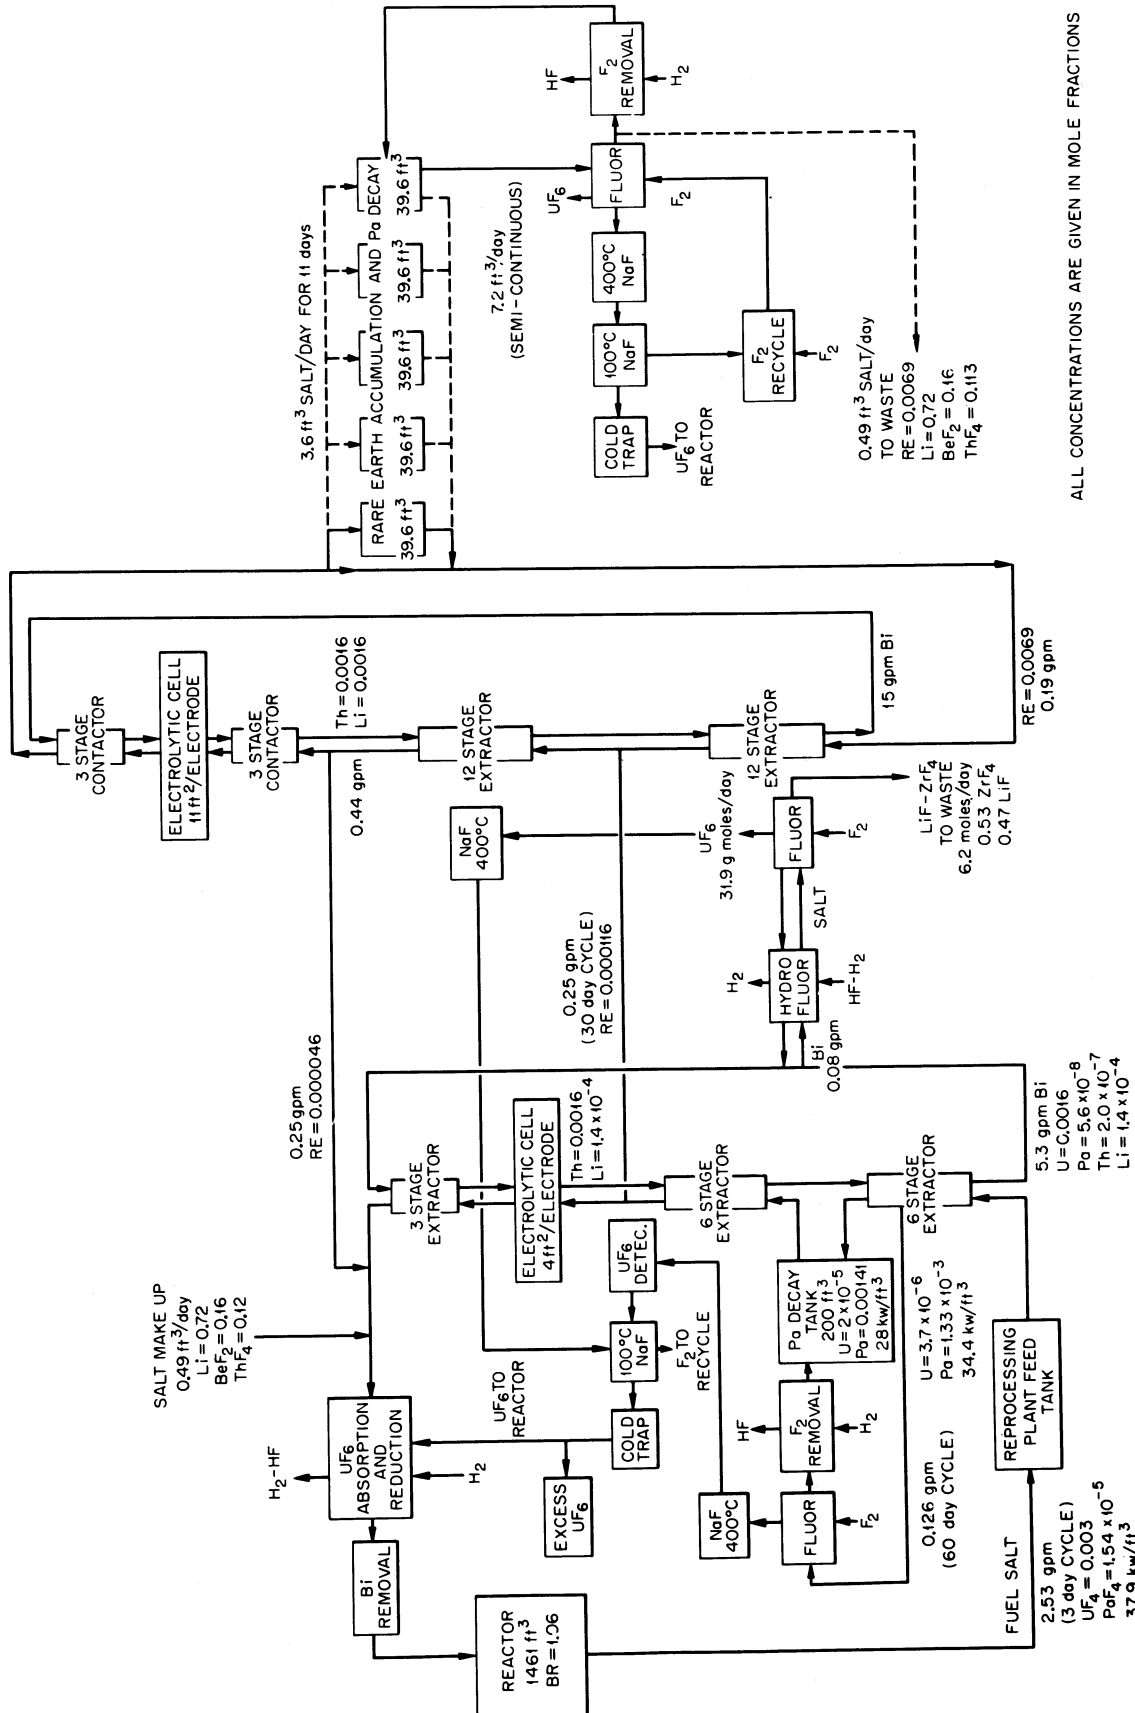 SALT MAKE UP
0.49 ft³/day
Li = 0.72
BeF₂ = 0.16
ThF₄ = 0.12
H₂-HF
UF₆
ABSORPTION
AND
REDUCTION
H₂
Bi
REMOVAL
REACTOR
1461 ft³
BR = 1.06
FUEL SALT
2.53 gpm
(3 day CYCLE)
UF₄ = 0.003
PaF₄ = 1.54 x 10⁻⁵
37.9 kw/ft³
REPROCESSING
PLANT FEED
TANK
UF₆ TO
REACTOR
EXCESS
UF₆
COLD
TRAP
100°C
NaF
F₂ TO
RECYCLE
UF₆
DETEC.
NaF
400°C
FLUOR
F₂
HF
F₂
REMOVAL
H₂
0.126 gpm
(60 day CYCLE)
Pa DECAY
TANK
200 ft³
U = 2 x 10⁻⁵
Pa = 0.00141
28 kw/ft³
U = 3.7 x 10⁻⁶
Pa = 1.33 x 10⁻³
34.4 kw/ft³
0.25 gpm
RE = 0.000046
3 STAGE
EXTRACTOR
ELECTROLYTIC CELL
4 ft²/ELECTRODE
Th = 0.0016
Li = 1.4 x 10⁻⁴
6 STAGE
EXTRACTOR
6 STAGE
EXTRACTOR
5.3 gpm Bi
U = 0.0016
Pa = 5.6 x 10⁻⁸
Th = 2.0 x 10⁻⁷
Li = 1.4 x 10⁻⁴
Bi
0.08 gpm
H₂
HYDRO
FLUOR
HF-H₂
SALT
FLUOR
F₂
UF₆
31.9 g moles/day
LiF-ZrF₄
TO WASTE
6.2 moles/day
0.53 ZrF₄
0.47 LiF
0.25 gpm
(30 day CYCLE)
RE = 0.000116
NaF
400°C
3 STAGE
CONTACTOR
ELECTROLYTIC CELL
11 ft²/ELECTRODE
3 STAGE
CONTACTOR
Th = 0.0016
Li = 0.0016
0.44 gpm
12 STAGE
EXTRACTOR
12 STAGE
EXTRACTOR
15 gpm Bi
RE = 0.0069
0.19 gpm
3.6 ft³ SALT/DAY FOR 11 days
RARE EARTH ACCUMULATION AND Pa DECAY
39.6 ft³
39.6 ft³
39.6 ft³
39.6 ft³
39.6 ft³
7.2 ft³/day
(SEMI-CONTINUOUS)
HF
F₂
REMOVAL
H₂
UF₆
FLUOR
F₂
400°C
NaF
100°C
NaF
COLD
TRAP
UF₆ TO
REACTOR
F₂
RECYCLE
F₂
0.49 ft³ SALT/day
TO WASTE
RE = 0.0069
Li = 0.72
BeF₂ = 0.16
ThF₄ = 0.113
ALL CONCENTRATIONS ARE GIVEN IN MOLE FRACTIONS